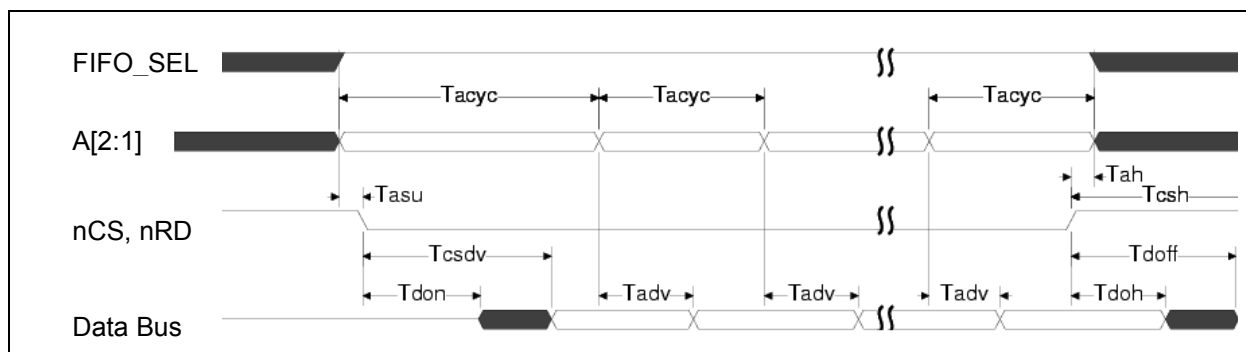 FIFO_SEL
Tacyc Tacyc Tacyc
A[2:1]
Tah
Tasu Tcsh
nCS, nRD
Tcsdv Tdoff
Tdon Tadv Tadv Tadv Tdoh
Data Bus